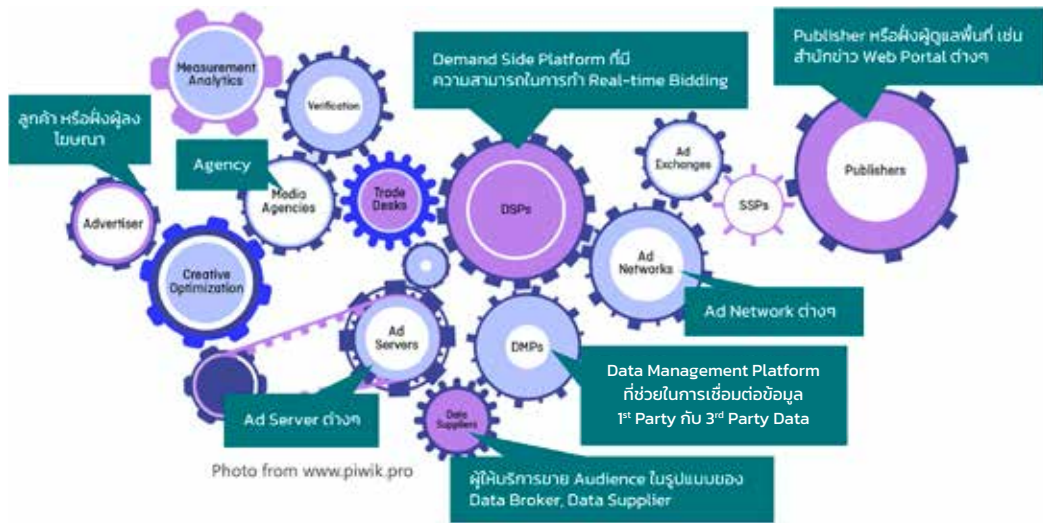 Measurement
Analytics
Verification
Demand Side Platform ที่มี
ความสามารถในการทำ Real-time Bidding
Publisher หรือฝั่งผู้ดูแลพื้นที่ เช่น
สำนักข่าว Web Portal ต่างๆ
ลูกค้า หรือฝั่งผู้ลง
โฆษณา
Agency
Advertiser
Media
Agencies
Trade
Desks
DSPs
Ad
Exchanges
SSPs
Publishers
Creative
Optimization
Ad
Networks
Ad Network ต่างๆ
Ad
Servers
DMPs
Ad Server ต่างๆ
Data
Suppliers
Data Management Platform
ที่ช่วยในการเชื่อมต่อข้อมูล
1st Party กับ 3rd Party Data
Photo from www.piwik.pro
ผู้ให้บริการขาย Audience ในรูปแบบของ
Data Broker, Data Supplier